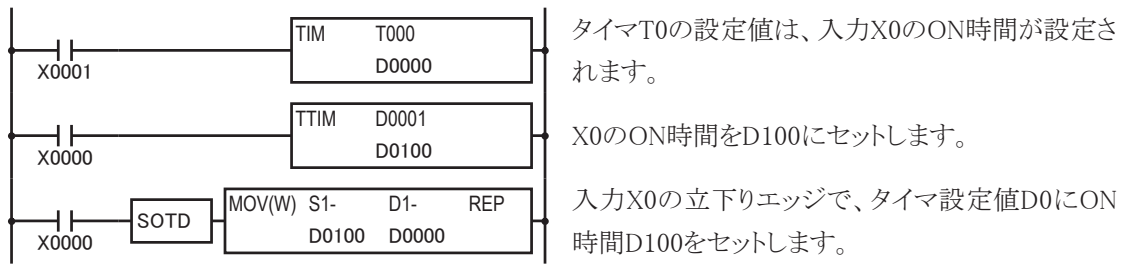 TIM T000
D0000
X0001
タイマT0の設定値は、入力X0のON時間が設定さ
れます。
TTIM D0001
D0100
X0000
X0のON時間をD100にセットします。
SOTD
MOV(W) S1- D1- REP
D0100 D0000
X0000
入力X0の立下りエッジで、タイマ設定値D0にON
時間D100をセットします。